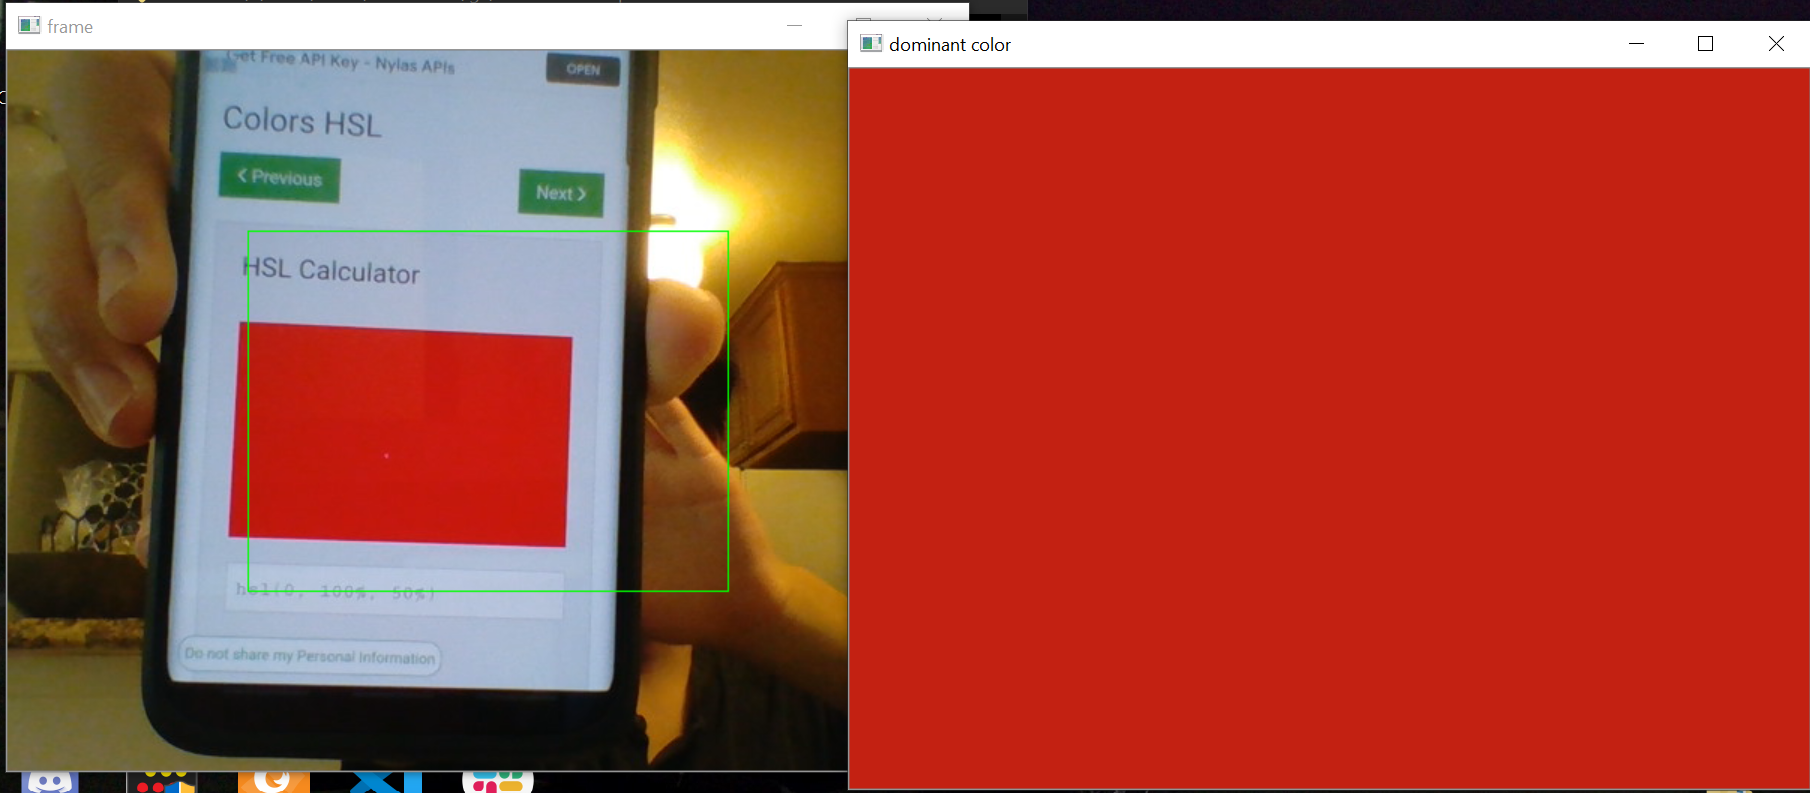 frame
dominant color
Get Free API Key - Nylas APIs
OPEN
Colors HSL
Previous
Next
HSL Calculator
hsl(0, 100%, 50%)
Do not share my Personal Information